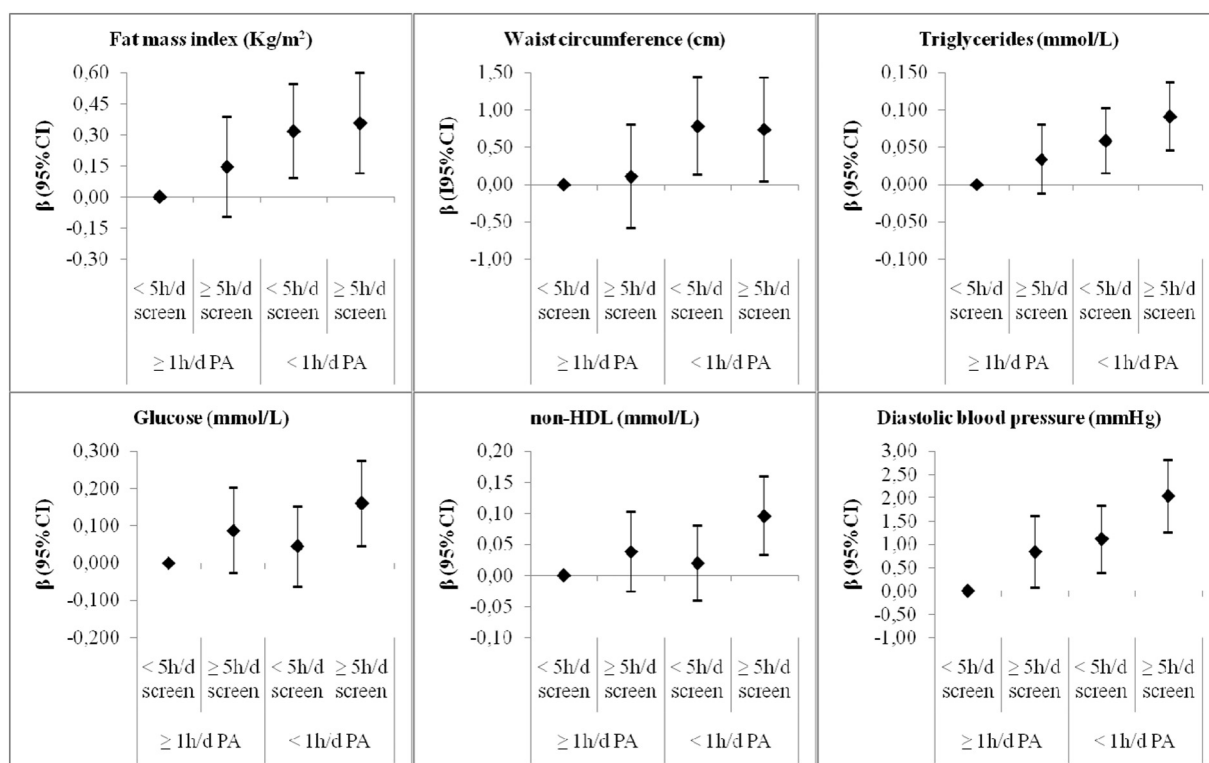 Fat mass index (Kg/m²)
β (95%CI)
0,60
0,45
0,30
0,15
0,00
-0,15
-0,30
< 5h/d screen
≥ 5h/d screen
< 5h/d screen
≥ 5h/d screen
≥ 1h/d PA
< 1h/d PA
Waist circumference (cm)
β (I95%CI)
1,50
1,00
0,50
0,00
-0,50
-1,00
< 5h/d screen
≥ 5h/d screen
< 5h/d screen
≥ 5h/d screen
≥ 1h/d PA
< 1h/d PA
Triglycerides (mmol/L)
β (95%CI)
0,150
0,100
0,050
0,000
-0,050
-0,100
< 5h/d screen
≥ 5h/d screen
< 5h/d screen
≥ 5h/d screen
≥ 1h/d PA
< 1h/d PA
Glucose (mmol/L)
β (95%CI)
0,300
0,200
0,100
0,000
-0,100
-0,200
< 5h/d screen
≥ 5h/d screen
< 5h/d screen
≥ 5h/d screen
≥ 1h/d PA
< 1h/d PA
non-HDL (mmol/L)
β (95%CI)
0,20
0,15
0,10
0,05
0,00
-0,05
-0,10
< 5h/d screen
≥ 5h/d screen
< 5h/d screen
≥ 5h/d screen
≥ 1h/d PA
< 1h/d PA
Diastolic blood pressure (mmHg)
β (95%CI)
3,00
2,50
2,00
1,50
1,00
0,50
0,00
-0,50
-1,00
< 5h/d screen
≥ 5h/d screen
< 5h/d screen
≥ 5h/d screen
≥ 1h/d PA
< 1h/d PA